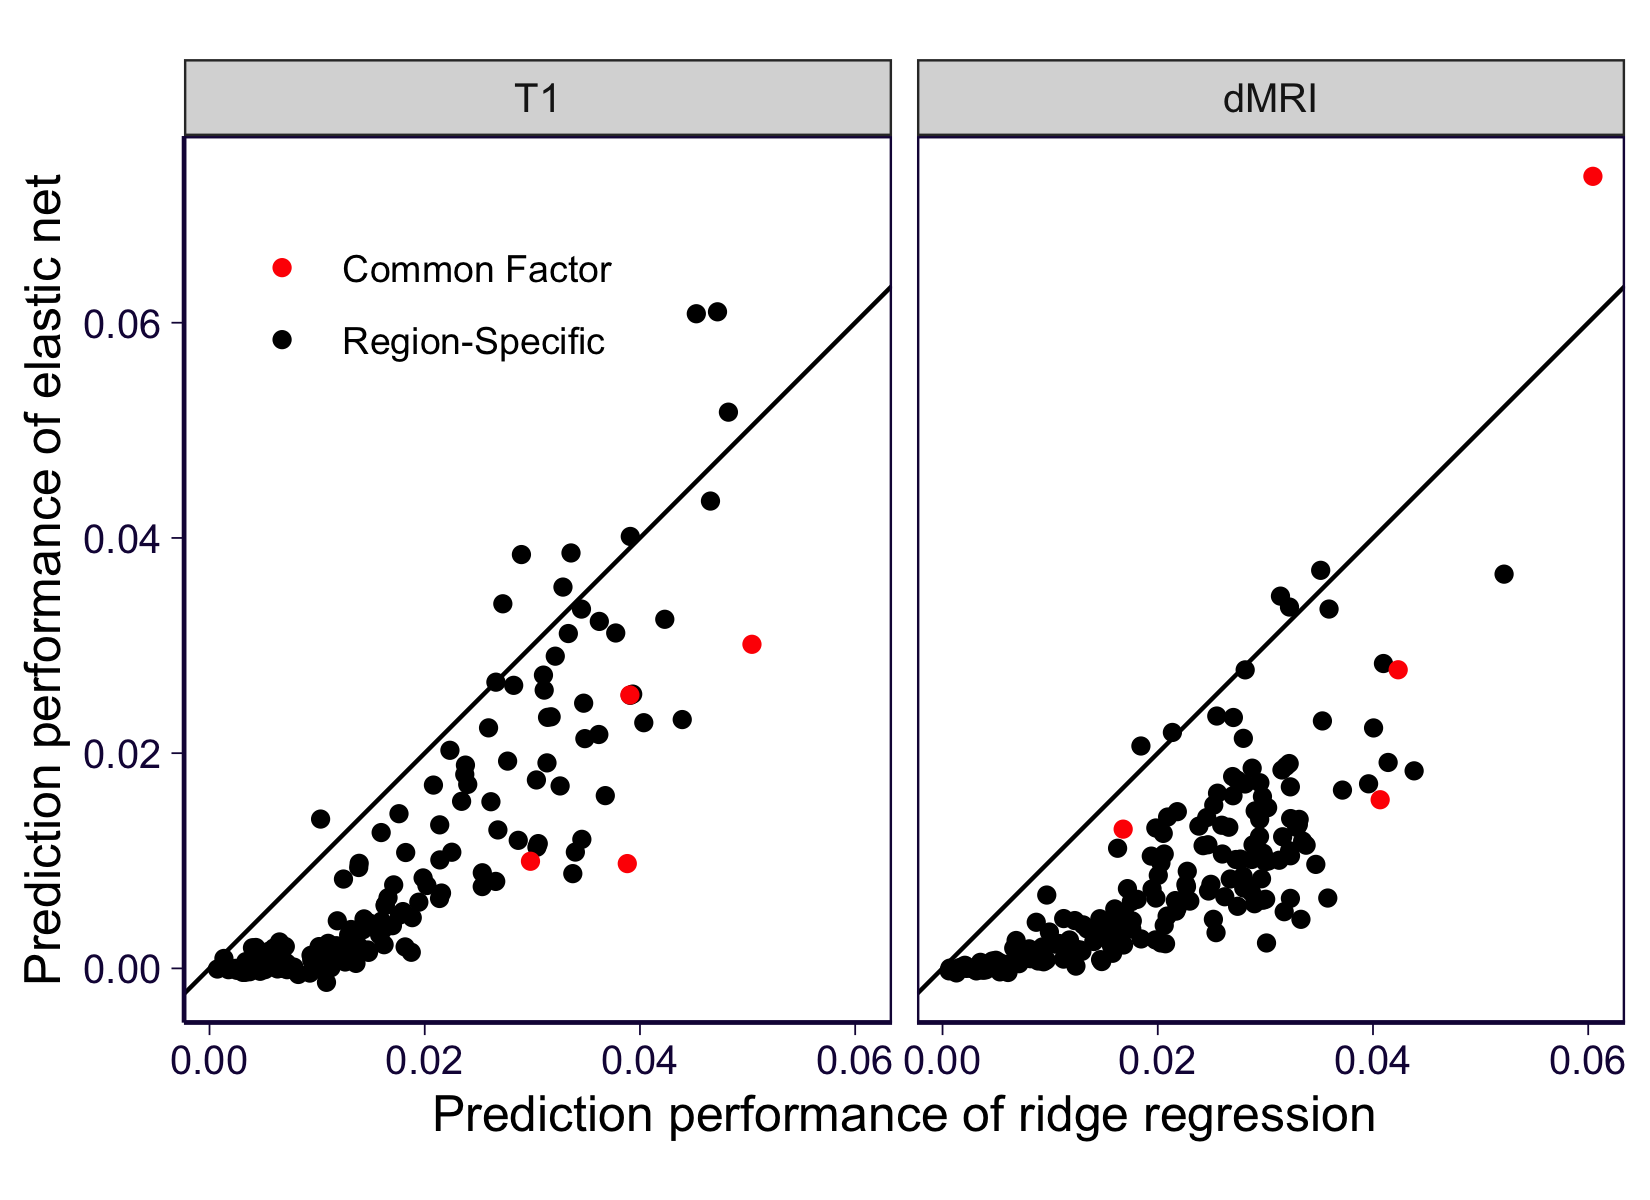 T1
dMRI
Common Factor
Region-Specific
Prediction performance of elastic net
0.06
0.04
0.02
0.00
0.00 0.02 0.04 0.06 0.00 0.02 0.04 0.06
Prediction performance of ridge regression